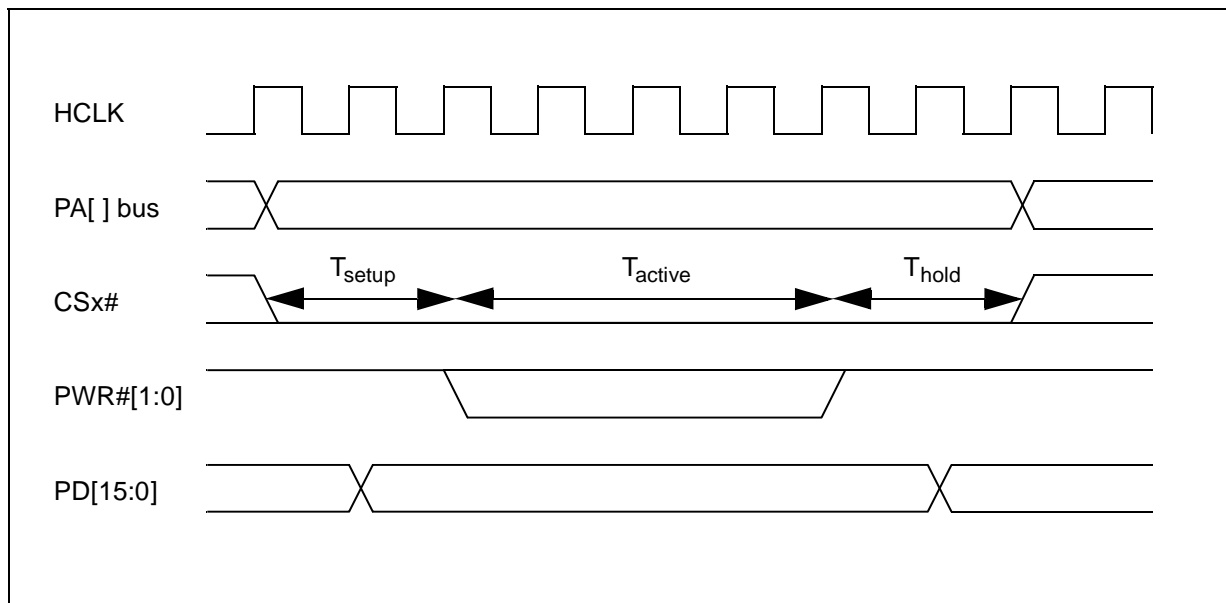 HCLK
PA[ ] bus
Tsetup Tactive Thold
CSx#
PWR#[1:0]
PD[15:0]